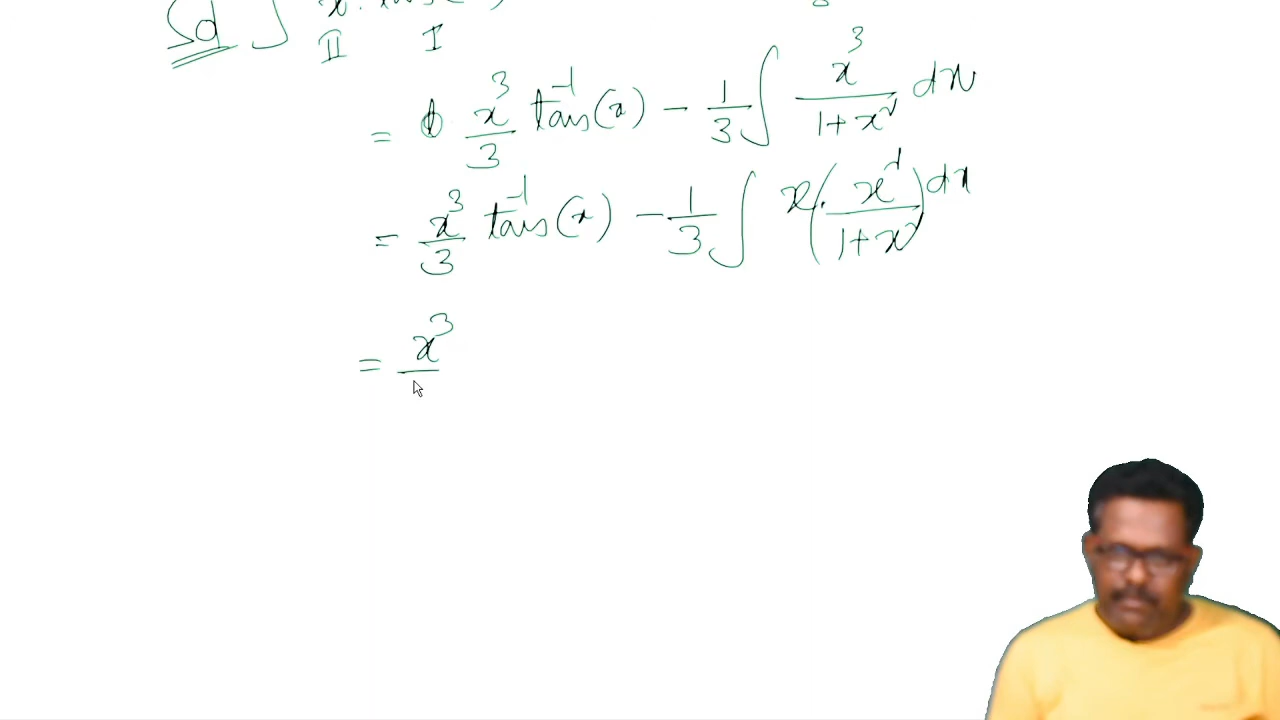 Sol ∫
II I
= x³/3 tan⁻¹(x) − 1/3 ∫ x³/(1+x²) dx
= x³/3 tan⁻¹(x) − 1/3 ∫ x·(x²/(1+x²)) dx
= x³